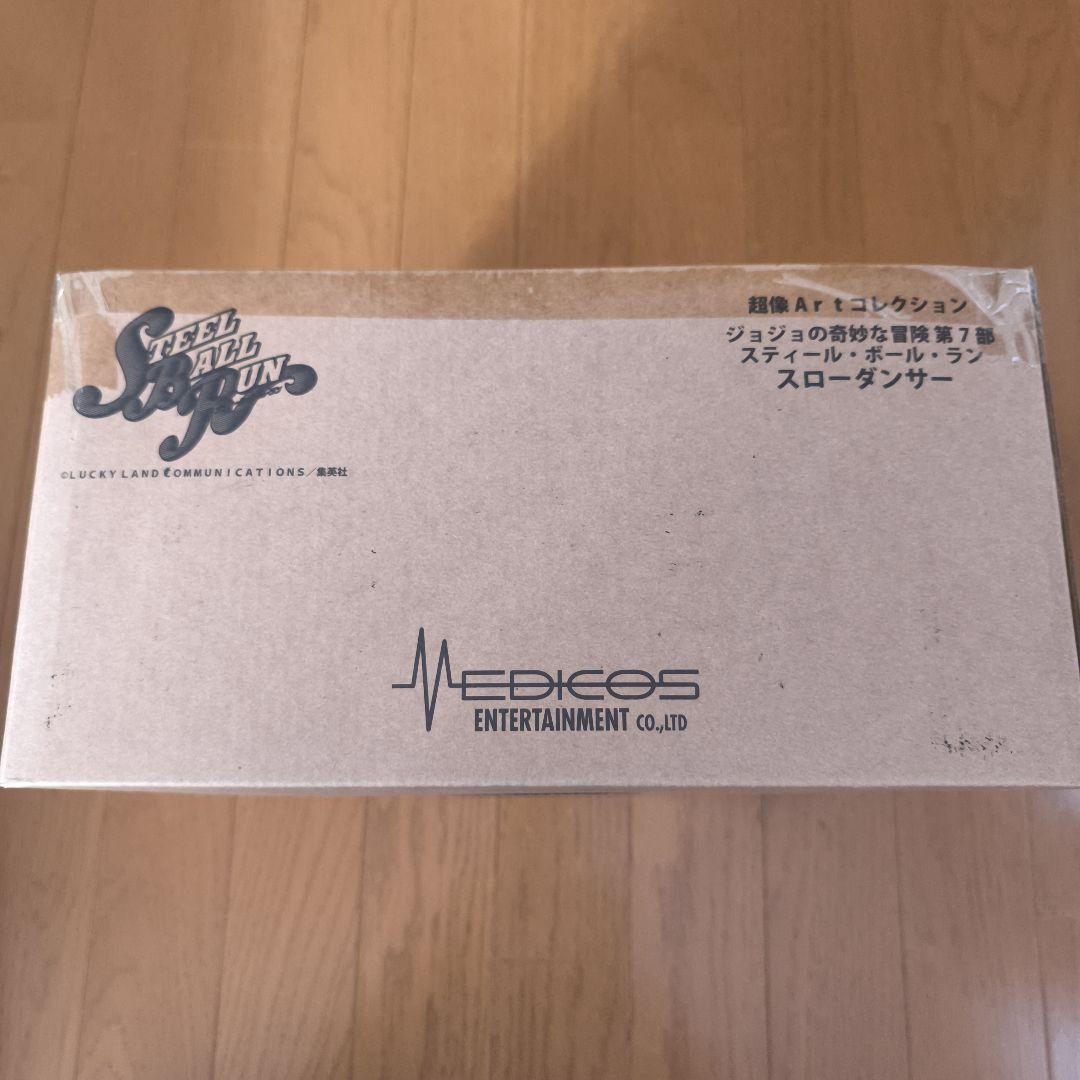 STEEL
BALL
RUN
©LUCKY LAND COMMUNICATIONS／集英社
超像Artコレクション
ジョジョの奇妙な冒険 第7部
スティール・ボール・ラン
スローダンサー
MEDICOS
ENTERTAINMENT CO.,LTD